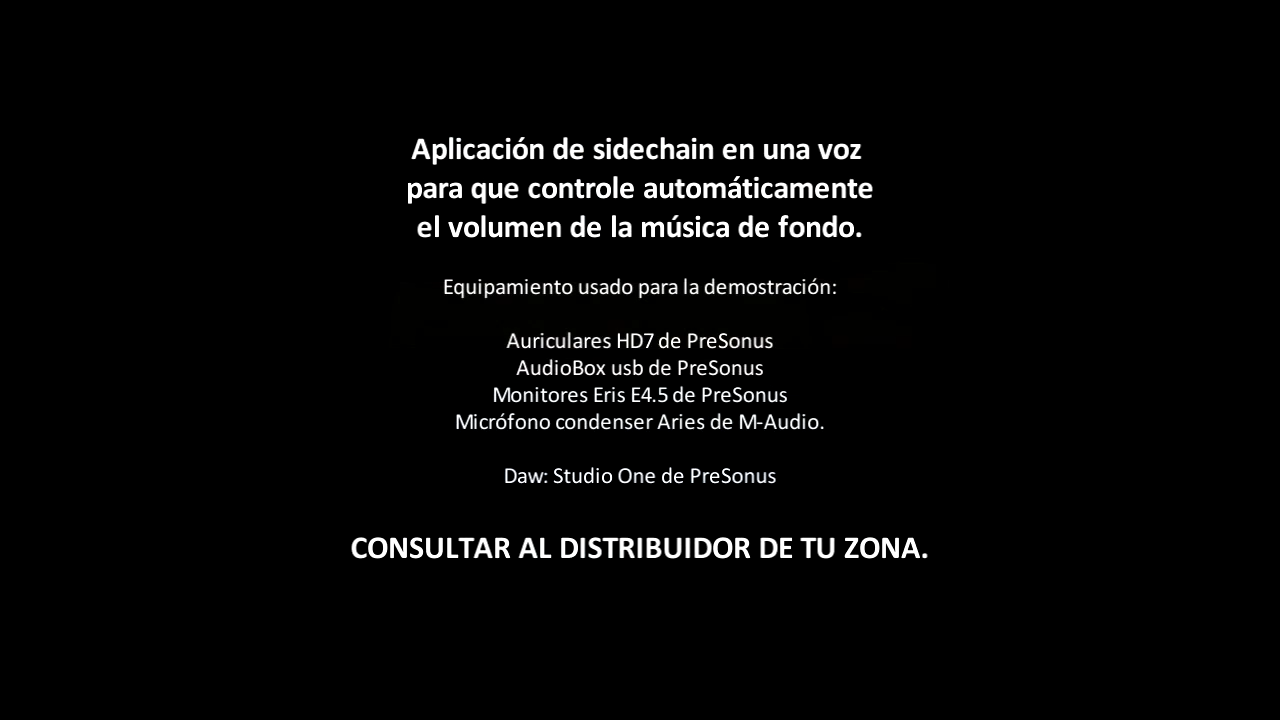 Aplicación de sidechain en una voz
para que controle automáticamente
el volumen de la música de fondo.
Equipamiento usado para la demostración:
Auriculares HD7 de PreSonus
AudioBox usb de PreSonus
Monitores Eris E4.5 de PreSonus
Micrófono condenser Aries de M-Audio.
Daw: Studio One de PreSonus
CONSULTAR AL DISTRIBUIDOR DE TU ZONA.